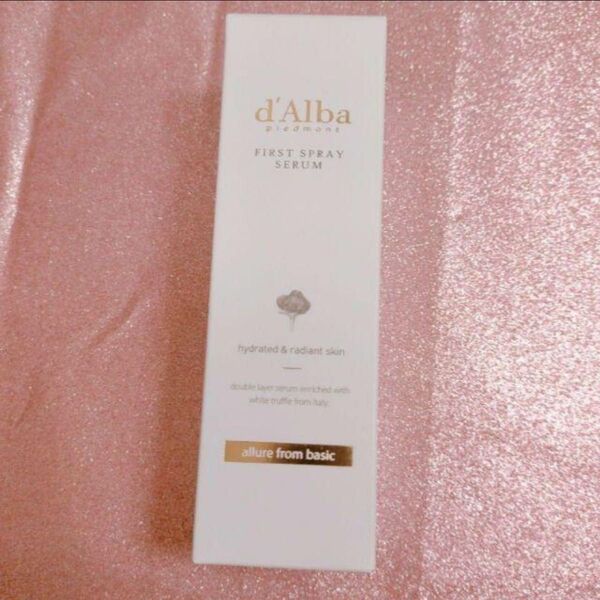 d'Alba
piedmont
FIRST SPRAY
SERUM
hydrated & radiant skin
double layer serum enriched with
white truffle from Italy.
allure from basic